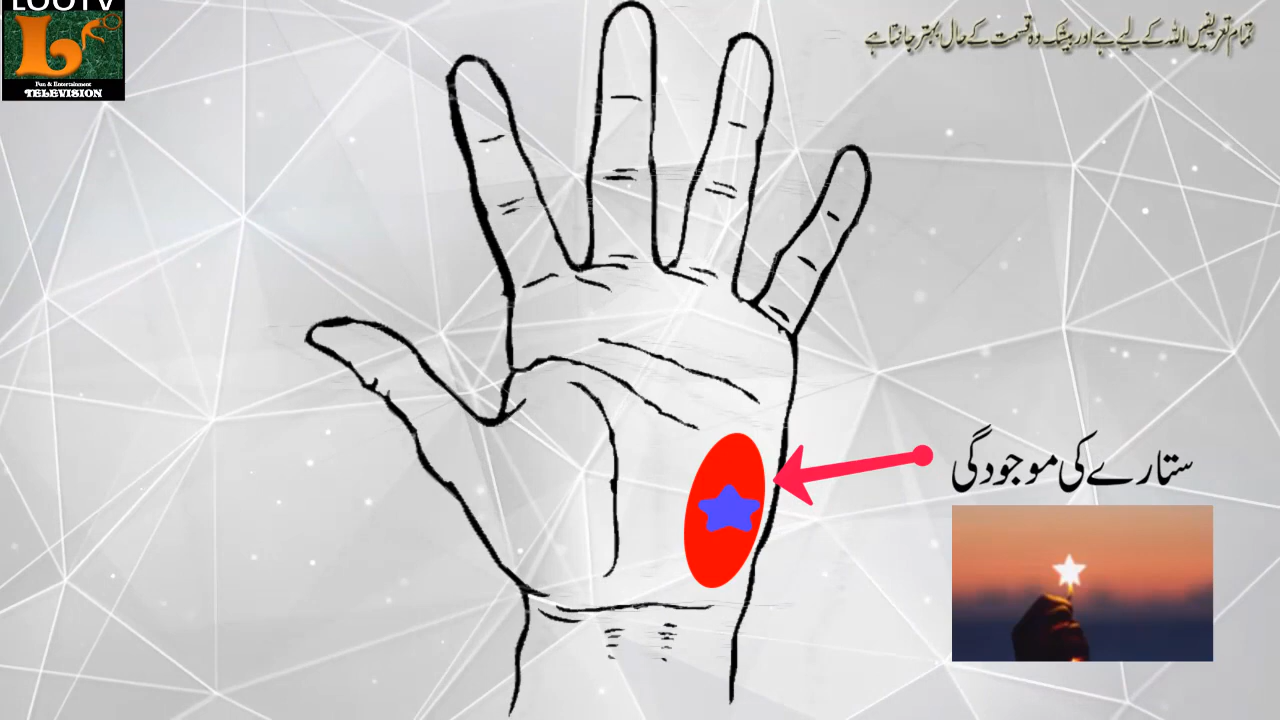 LOOTV
Fun & Entertainment
TELEVISION
تمام تعریفیں اللہ کے لیے ہے اور بیشک وہ قسمت کے حال بہتر جانتا ہے
ستارے کی موجودگی